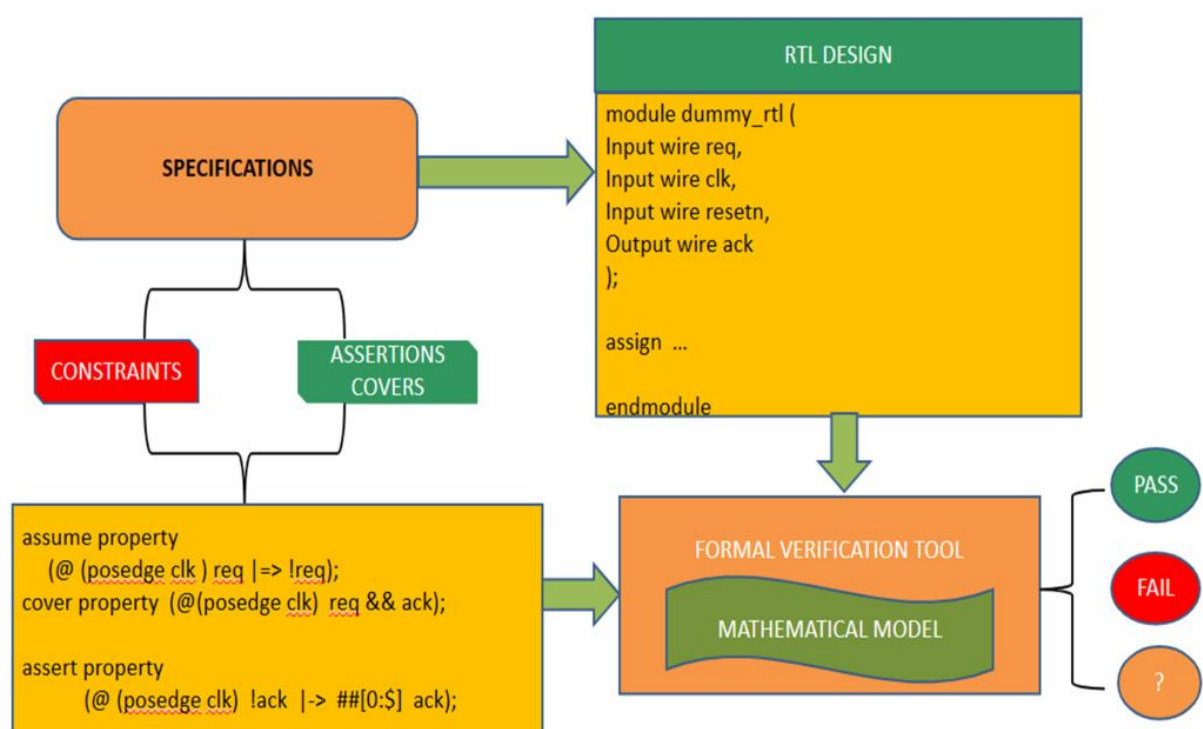 SPECIFICATIONS
RTL DESIGN
module dummy_rtl (
Input wire req,
Input wire clk,
Input wire resetn,
Output wire ack
);
assign ...
endmodule
CONSTRAINTS
ASSERTIONS
COVERS
assume property
(@ (posedge clk ) req |=> !req);
cover property (@(posedge clk) req && ack);
assert property
(@ (posedge clk) !ack |-> ##[0:$] ack);
FORMAL VERIFICATION TOOL
MATHEMATICAL MODEL
PASS
FAIL
?